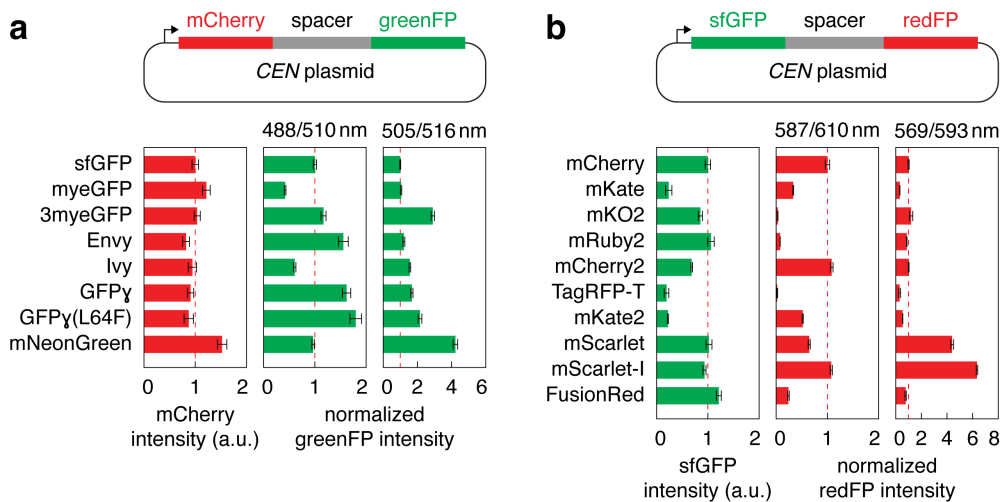 a
mCherry spacer greenFP
CEN plasmid
488/510 nm 505/516 nm
sfGFP
myeGFP
3myeGFP
Envy
Ivy
GFPɣ
GFPɣ(L64F)
mNeonGreen
0 1 2 0 1 2 0 2 4 6
mCherry
intensity (a.u.)
normalized
greenFP intensity
b
sfGFP spacer redFP
CEN plasmid
587/610 nm 569/593 nm
mCherry
mKate
mKO2
mRuby2
mCherry2
TagRFP-T
mKate2
mScarlet
mScarlet-I
FusionRed
0 1 2 0 1 2 0 2 4 6 8
sfGFP
intensity (a.u.)
normalized
redFP intensity